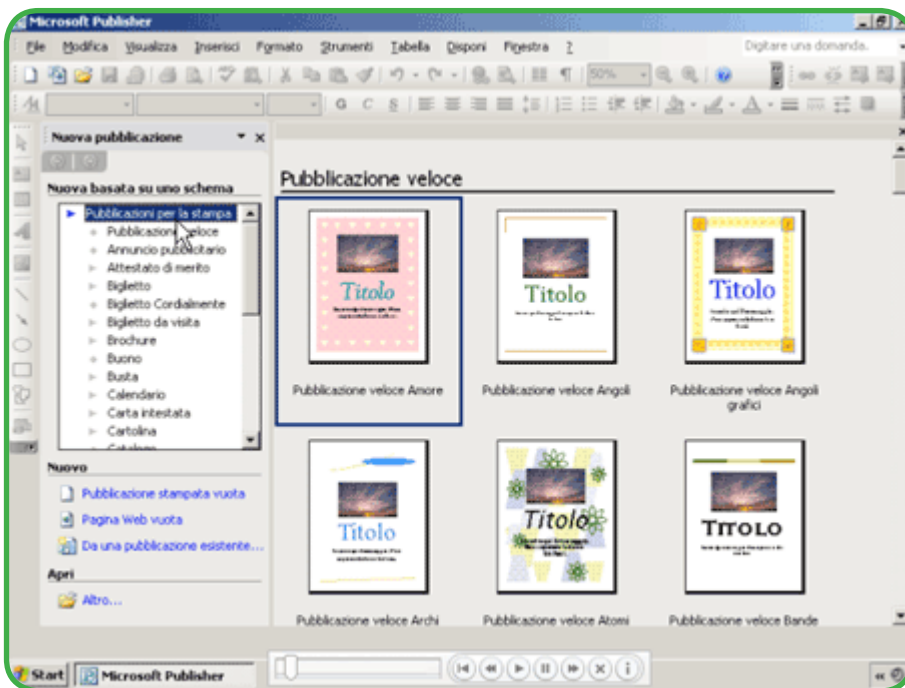 Microsoft Publisher
File Modifica Visualizza Inserisci Formato Strumenti Tabella Disponi Finestra ? Digitare una domanda.
50%
G C S
Nuova pubblicazione
Nuova basata su uno schema
Pubblicazioni per la stampa
Pubblicazione veloce
Annuncio pubblicitario
Attestato di merito
Biglietto
Biglietto Cordialmente
Biglietto da visita
Brochure
Buono
Busta
Calendario
Carta intestata
Cartolina
Catalogo
Nuovo
Pubblicazione stampata vuota
Pagina Web vuota
Da una pubblicazione esistente...
Apri
Altro...
Pubblicazione veloce
Titolo
Titolo
Titolo
Pubblicazione veloce Amore
Pubblicazione veloce Angoli
Pubblicazione veloce Angoli
grafici
Titolo
Titolo
TITOLO
Pubblicazione veloce Archi
Pubblicazione veloce Atomi
Pubblicazione veloce Bande
Start
Microsoft Publisher